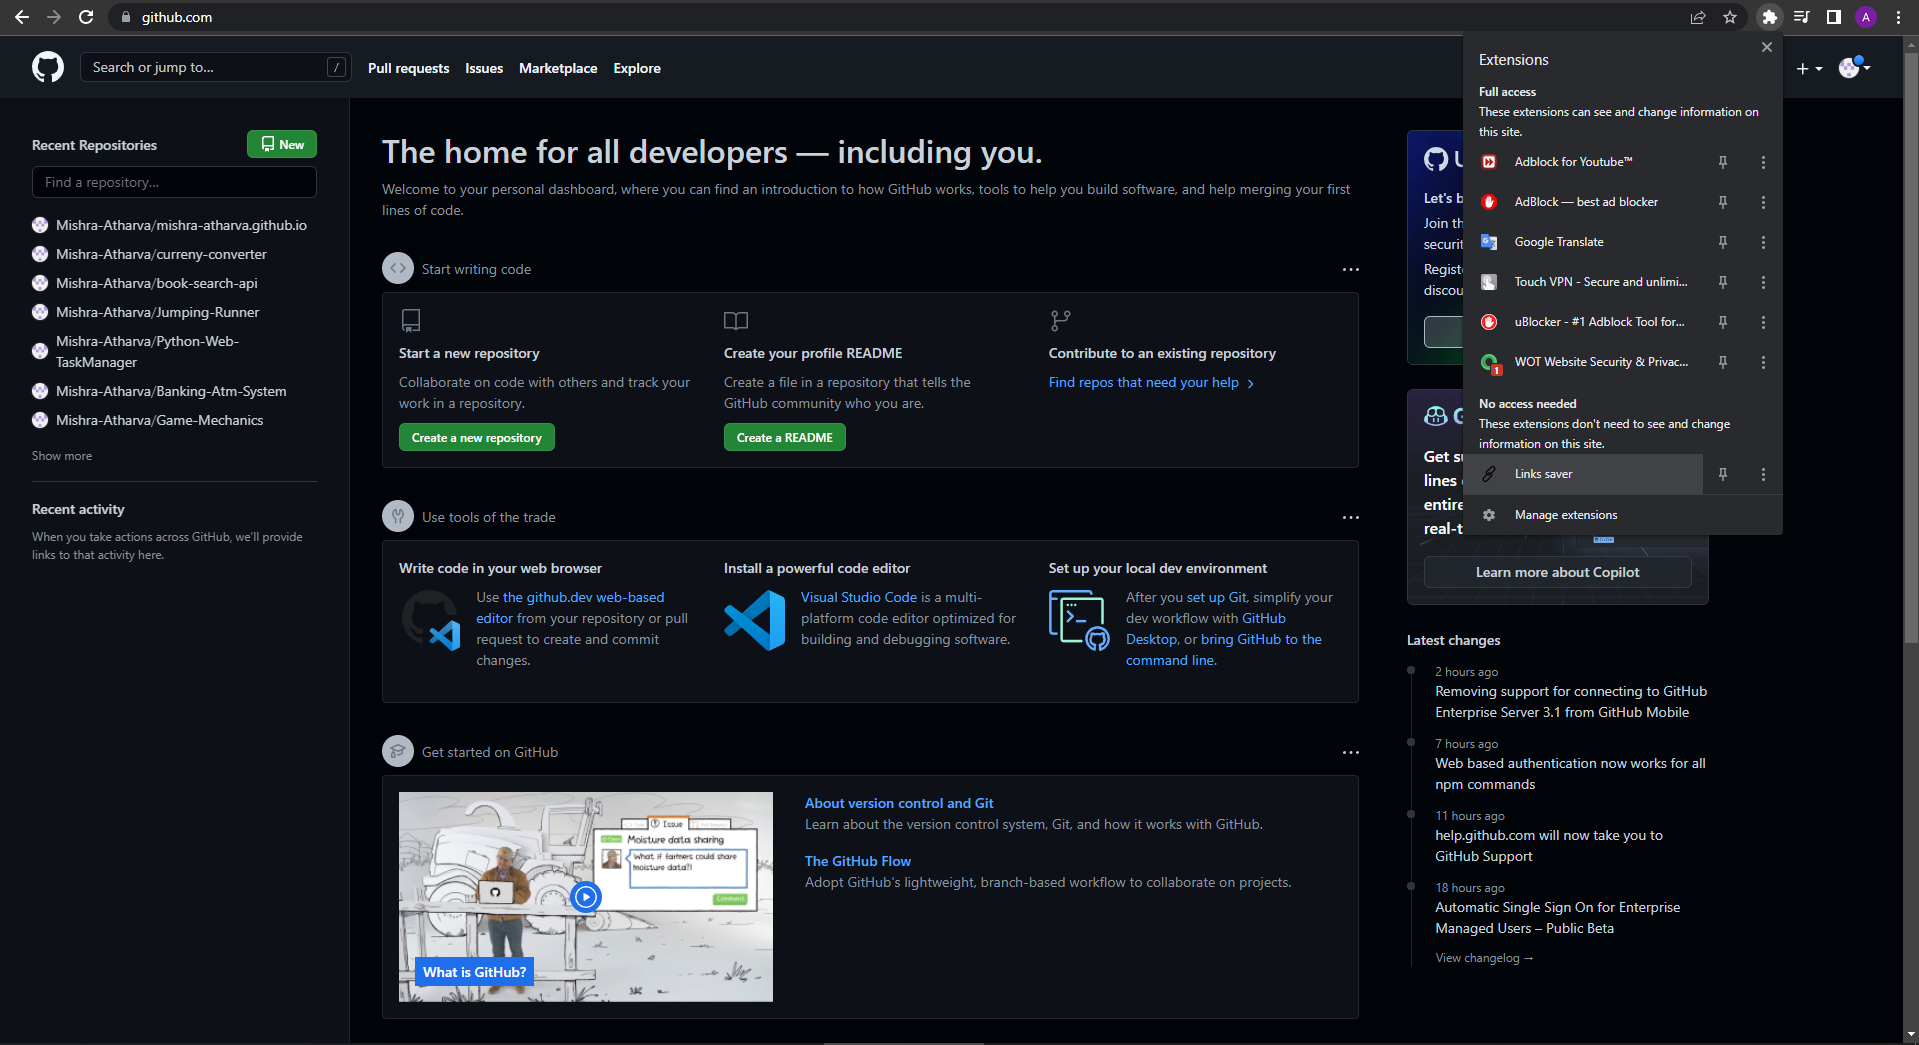 github.com
A
Search or jump to...
/
Pull requests
Issues
Marketplace
Explore
Recent Repositories
New
Find a repository...
Mishra-Atharva/mishra-atharva.github.io
Mishra-Atharva/curreny-converter
Mishra-Atharva/book-search-api
Mishra-Atharva/Jumping-Runner
Mishra-Atharva/Python-Web-
TaskManager
Mishra-Atharva/Banking-Atm-System
Mishra-Atharva/Game-Mechanics
Show more
Recent activity
When you take actions across GitHub, we'll provide
links to that activity here.
The home for all developers — including you.
Welcome to your personal dashboard, where you can find an introduction to how GitHub works, tools to help you build software, and help merging your first
lines of code.
Start writing code
Start a new repository
Collaborate on code with others and track your
work in a repository.
Create a new repository
Create your profile README
Create a file in a repository that tells the
GitHub community who you are.
Create a README
Contribute to an existing repository
Find repos that need your help
Use tools of the trade
Write code in your web browser
Use the github.dev web-based
editor from your repository or pull
request to create and commit
changes.
Install a powerful code editor
Visual Studio Code is a multi-
platform code editor optimized for
building and debugging software.
Set up your local dev environment
After you set up Git, simplify your
dev workflow with GitHub
Desktop, or bring GitHub to the
command line.
Get started on GitHub
Issue
Moisture data sharing
What if farmers could share
moisture data?!
Comment
What is GitHub?
About version control and Git
Learn about the version control system, Git, and how it works with GitHub.
The GitHub Flow
Adopt GitHub's lightweight, branch-based workflow to collaborate on projects.
Extensions
Full access
These extensions can see and change information on
this site.
Adblock for Youtube™
AdBlock — best ad blocker
Google Translate
Touch VPN - Secure and unlimi...
uBlocker - #1 Adblock Tool for...
WOT Website Security & Privac...
1
No access needed
These extensions don't need to see and change
information on this site.
Links saver
Manage extensions
Let's b
Join th
securit
Regist
discou
Get su
lines
entire
real-t
Learn more about Copilot
Latest changes
2 hours ago
Removing support for connecting to GitHub
Enterprise Server 3.1 from GitHub Mobile
7 hours ago
Web based authentication now works for all
npm commands
11 hours ago
help.github.com will now take you to
GitHub Support
18 hours ago
Automatic Single Sign On for Enterprise
Managed Users – Public Beta
View changelog →